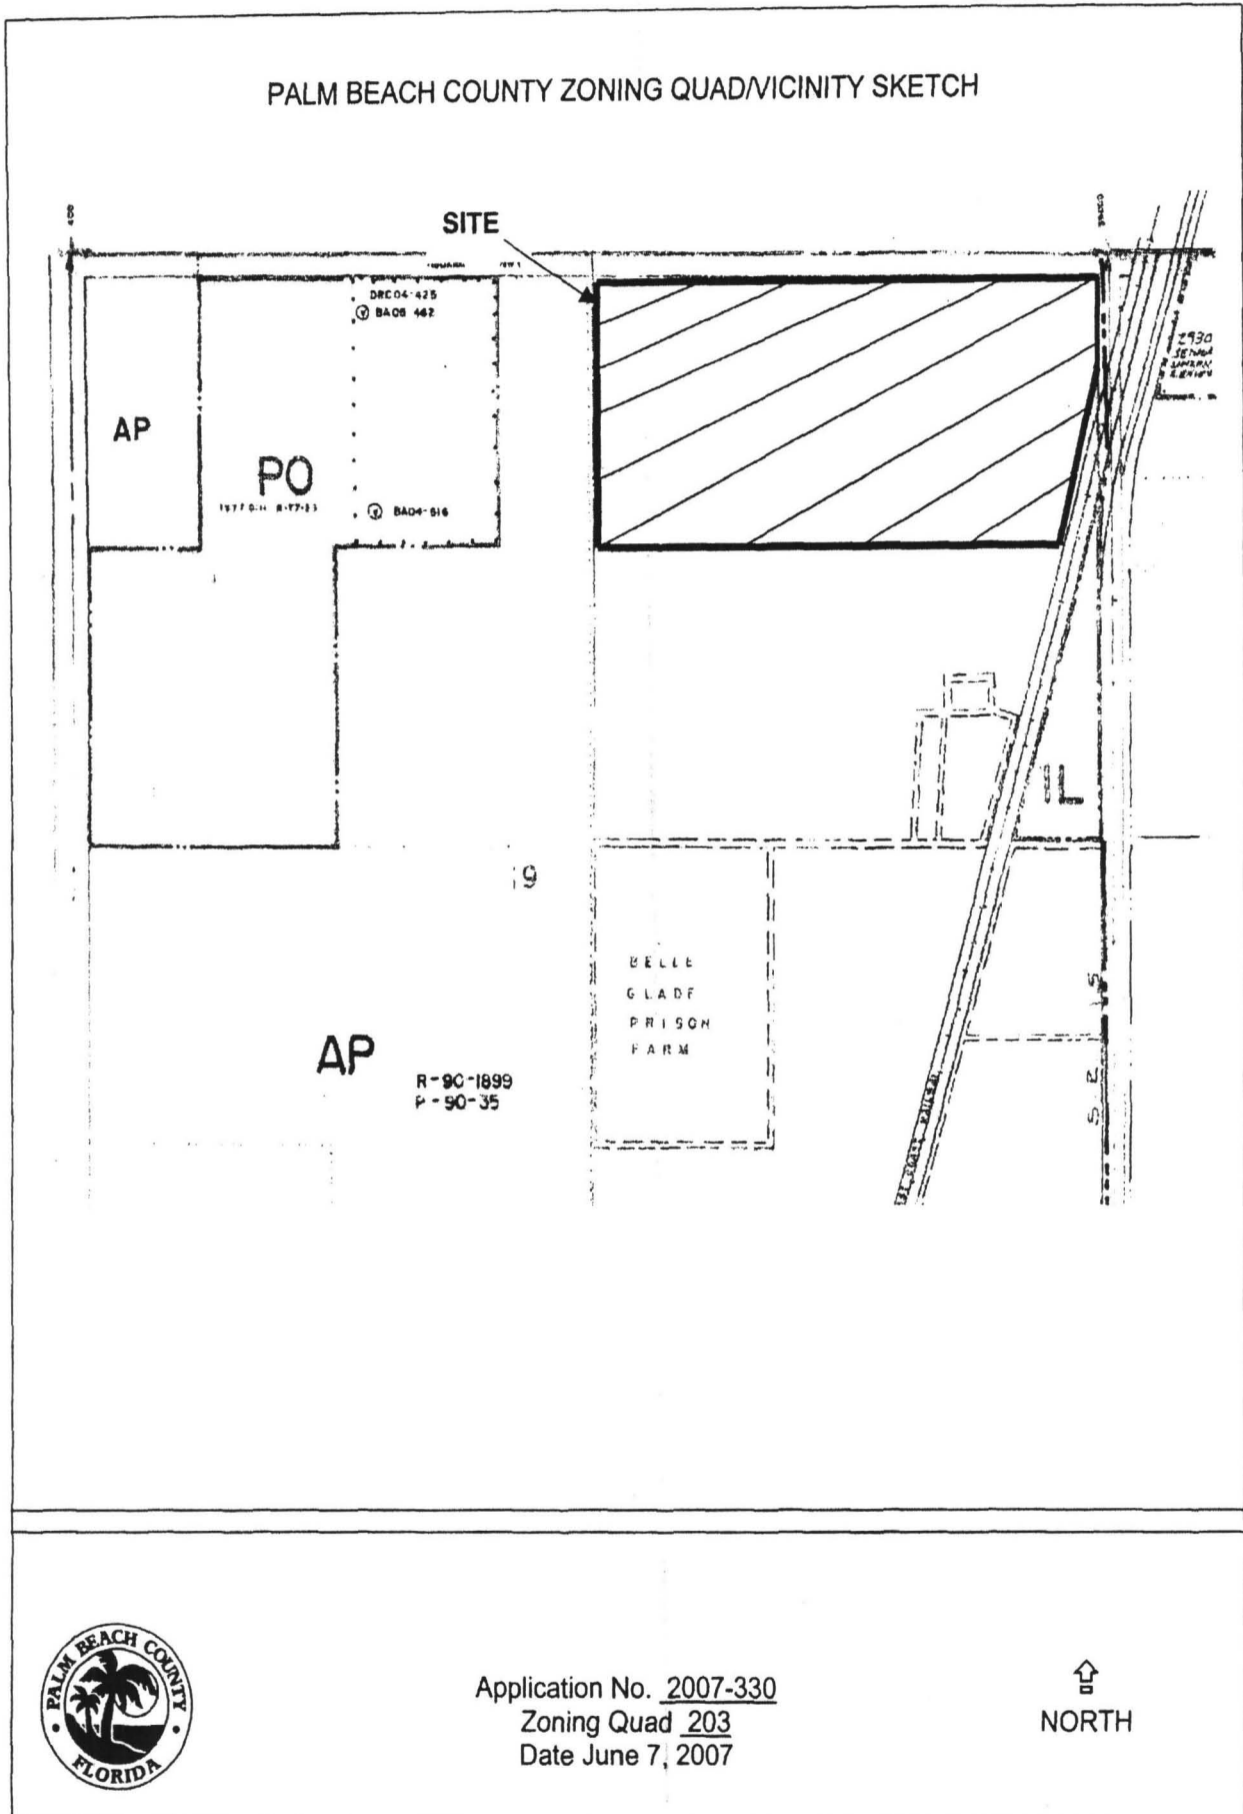 PALM BEACH COUNTY ZONING QUAD/VICINITY SKETCH
400
SITE
DRC04-425
BA05 462
AP
PO
BA04-516
IL
19
BELLE
GLADE
PRISON
FARM
AP
R-90-1899
P-90-35
S R 15
PALM BEACH COUNTY
FLORIDA
Application No. 2007-330
Zoning Quad 203
Date June 7, 2007
NORTH